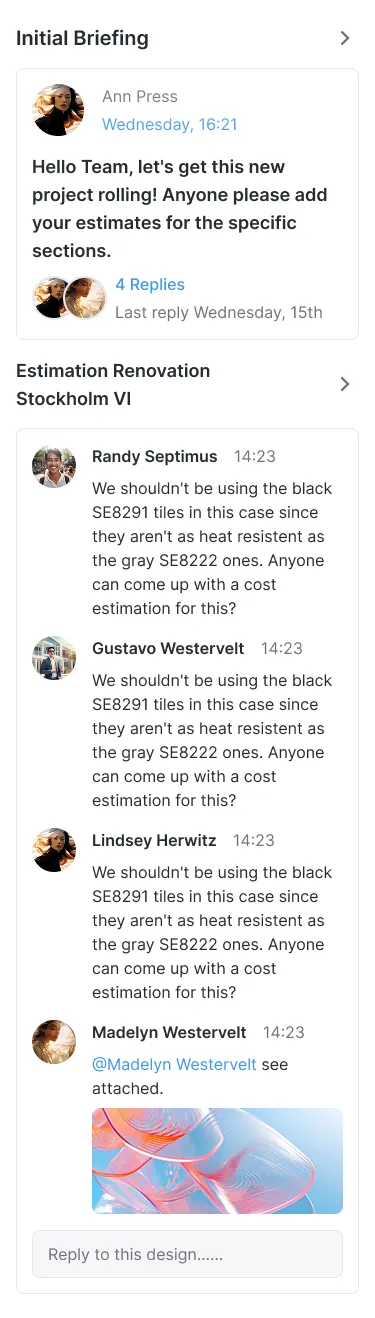 Initial Briefing
Ann Press
Wednesday, 16:21
Hello Team, let's get this new
project rolling! Anyone please add
your estimates for the specific
sections.
4 Replies
Last reply Wednesday, 15th
Estimation Renovation
Stockholm VI
Randy Septimus 14:23
We shouldn't be using the black
SE8291 tiles in this case since
they aren't as heat resistent as
the gray SE8222 ones. Anyone
can come up with a cost
estimation for this?
Gustavo Westervelt 14:23
We shouldn't be using the black
SE8291 tiles in this case since
they aren't as heat resistent as
the gray SE8222 ones. Anyone
can come up with a cost
estimation for this?
Lindsey Herwitz 14:23
We shouldn't be using the black
SE8291 tiles in this case since
they aren't as heat resistent as
the gray SE8222 ones. Anyone
can come up with a cost
estimation for this?
Madelyn Westervelt 14:23
@Madelyn Westervelt see
attached.
Reply to this design......